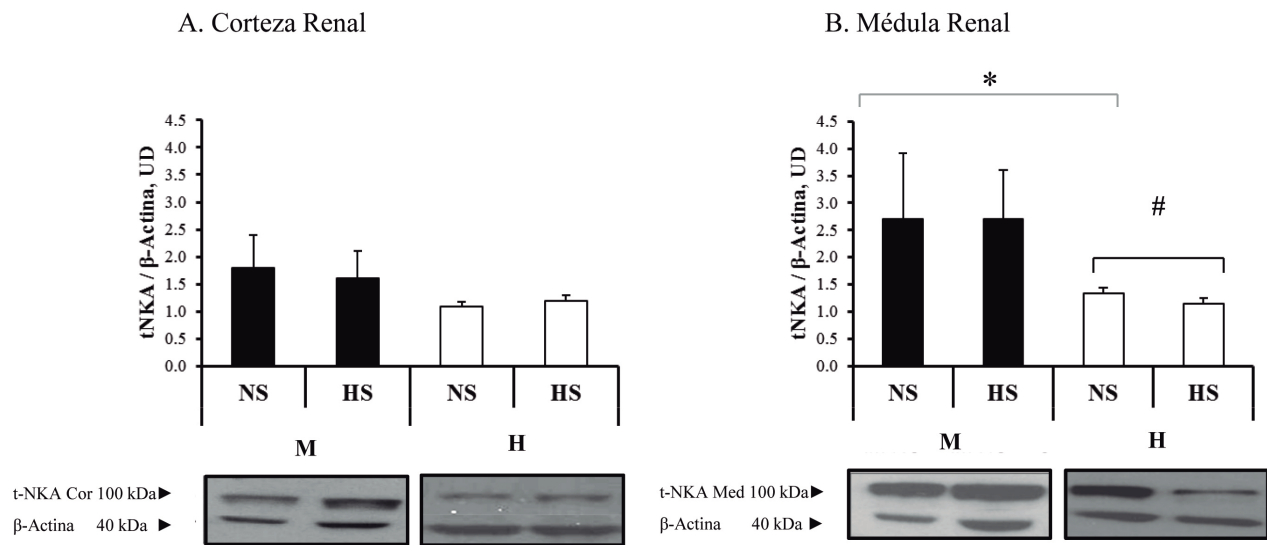 A. Corteza Renal
tNKA / β-Actina, UD
4.5
4.0
3.5
3.0
2.5
2.0
1.5
1.0
0.5
0.0
NS HS NS HS
M H
t-NKA Cor 100 kDa►
β-Actina 40 kDa ►
B. Médula Renal
*
#
tNKA / β-Actina, UD
4.5
4.0
3.5
3.0
2.5
2.0
1.5
1.0
0.5
0.0
NS HS NS HS
M H
t-NKA Med 100 kDa►
β-Actina 40 kDa ►